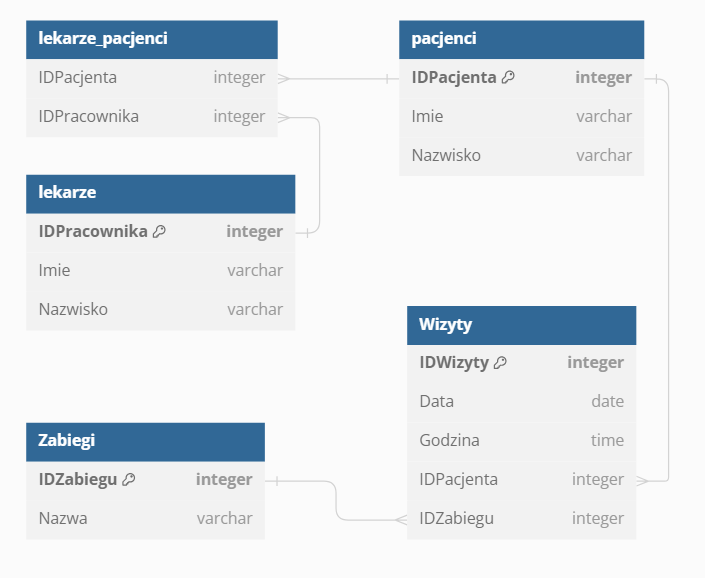 lekarze_pacjenci
IDPacjenta integer
IDPracownika integer
pacjenci
IDPacjenta integer
Imie varchar
Nazwisko varchar
lekarze
IDPracownika integer
Imie varchar
Nazwisko varchar
Wizyty
IDWizyty integer
Data date
Godzina time
IDPacjenta integer
IDZabiegu integer
Zabiegi
IDZabiegu integer
Nazwa varchar